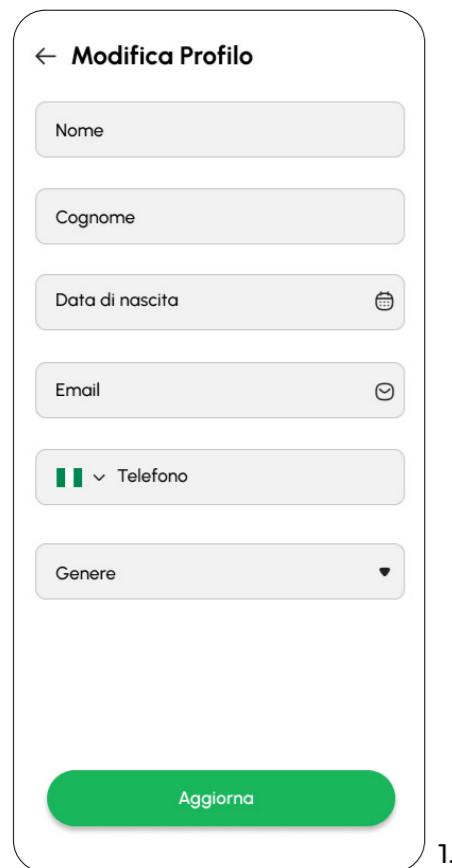 Modifica Profilo
Nome
Cognome
Data di nascita
Email
Telefono
Genere
Aggiorna
1.